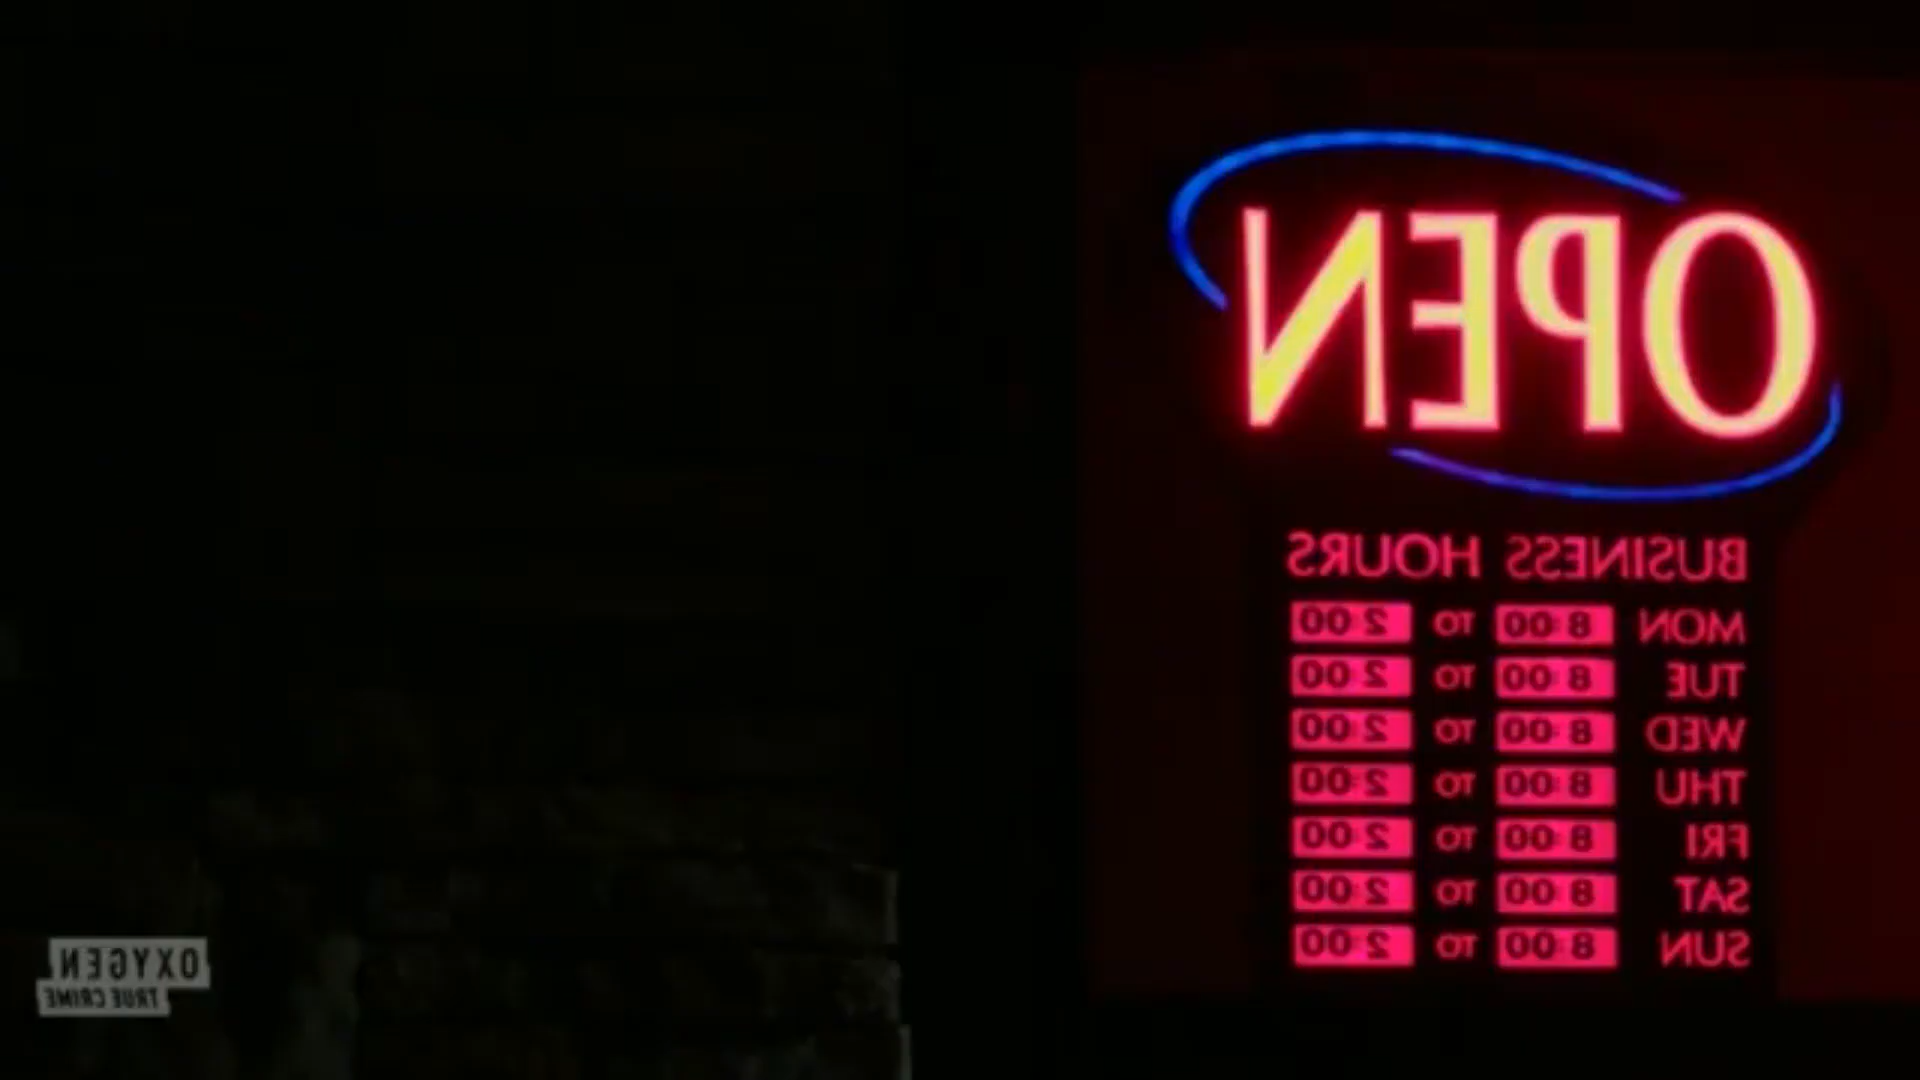 OPEN
BUSINESS HOURS
MON 8:00 TO 2:00
TUE 8:00 TO 2:00
WED 8:00 TO 2:00
THU 8:00 TO 2:00
FRI 8:00 TO 2:00
SAT 8:00 TO 2:00
SUN 8:00 TO 2:00
OXYGEN
TRUE CRIME